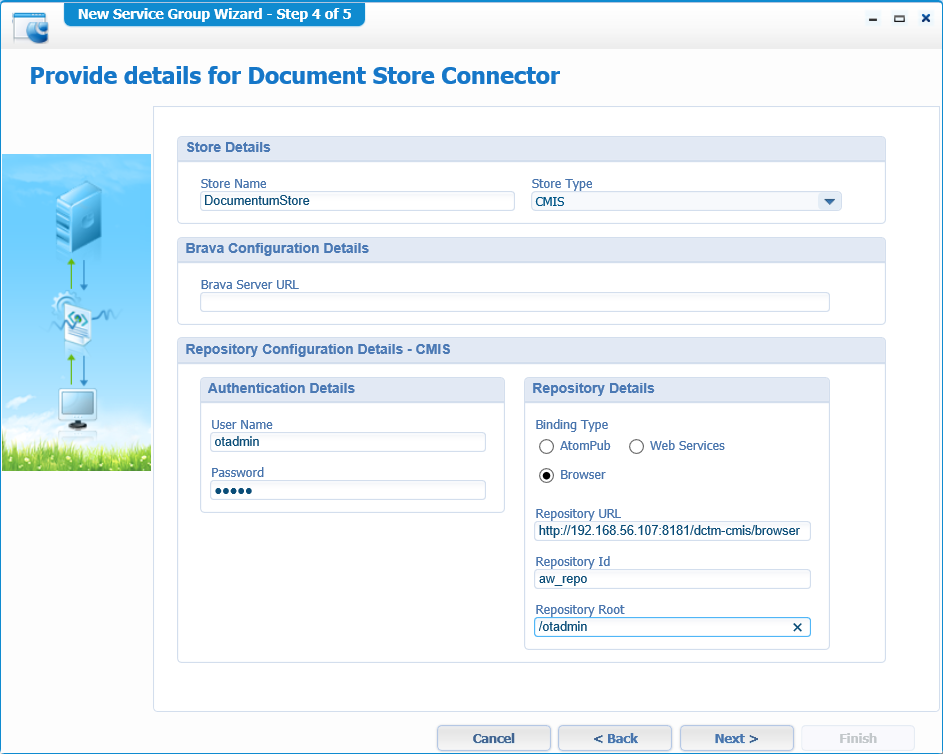 New Service Group Wizard - Step 4 of 5
Provide details for Document Store Connector
Store Details
Store Name
DocumentumStore
Store Type
CMIS
Brava Configuration Details
Brava Server URL
Repository Configuration Details - CMIS
Authentication Details
User Name
otadmin
Password
●●●●●
Repository Details
Binding Type
AtomPub
Web Services
Browser
Repository URL
http://192.168.56.107:8181/dctm-cmis/browser
Repository Id
aw_repo
Repository Root
/otadmin
Cancel
< Back
Next >
Finish